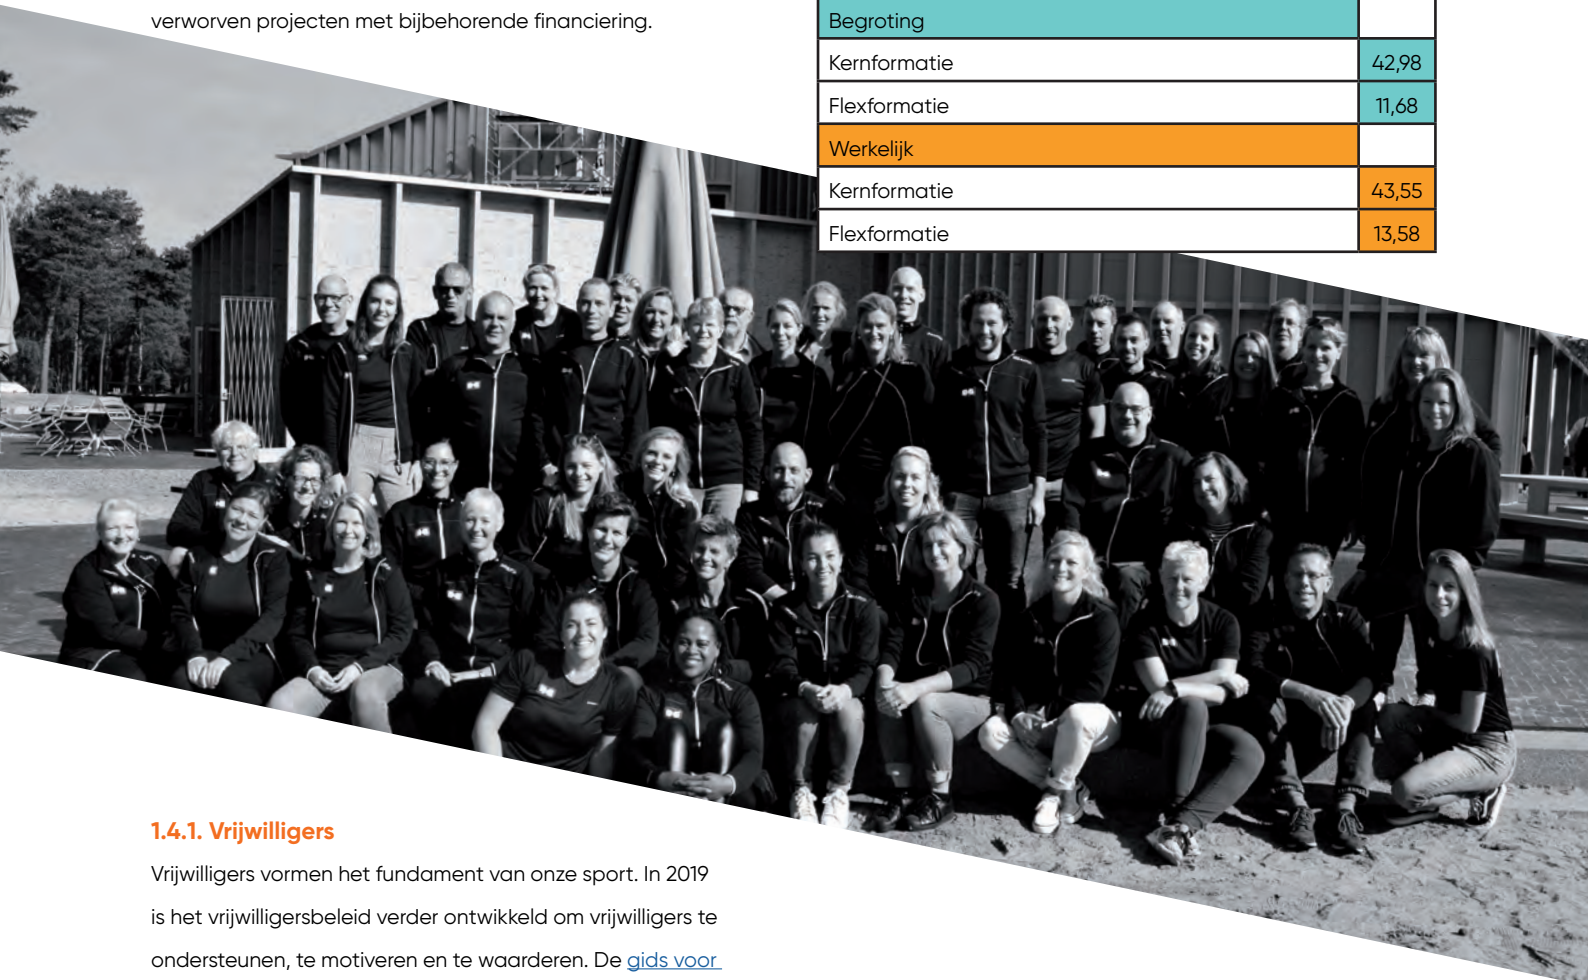 verworven projecten met bijbehorende financiering.
Begroting
Kernformatie 42,98
Flexformatie 11,68
Werkelijk
Kernformatie 43,55
Flexformatie 13,58
1.4.1. Vrijwilligers
Vrijwilligers vormen het fundament van onze sport. In 2019
is het vrijwilligersbeleid verder ontwikkeld om vrijwilligers te
ondersteunen, te motiveren en te waarderen. De gids voor